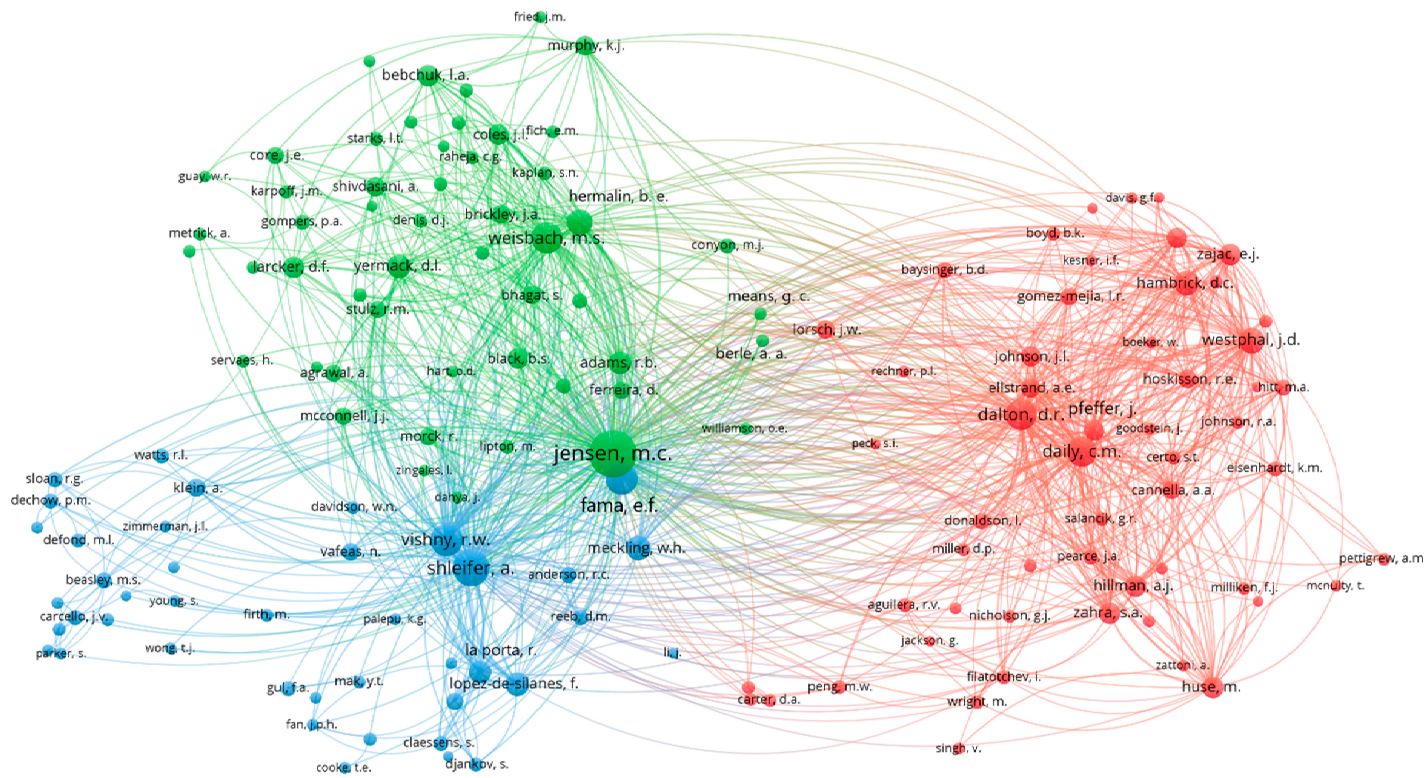 fried, j.m.
murphy, k.j.
bebchuk, l.a.
coles, j.l.
fich, e.m.
starks, l.t.
raheja, c.g.
core, j.e.
kaplan, s.n.
guay, w.r.
karpoff, j.m.
shivdasani, a.
hermalin, b. e.
davis, g.f.
gompers, p.a.
denis, d.j.
brickley, j.a.
metrick, a.
weisbach, m.s.
conyon, m.j.
boyd, b.k.
zajac, e.j.
kesner, i.f.
larcker, d.f.
yermack, d.l.
baysinger, b.d.
hambrick, d.c.
bhagat, s.
means, g. c.
gomez-mejia, l.r.
stulz, r.m.
lorsch, j.w.
westphal, j.d.
boeker, w.
servaes, h.
black, b.s.
adams, r.b.
berle, a. a.
johnson, j.l.
agrawal, a.
hart, o.d.
rechner, p.l.
hoskisson, r.e.
ferreira, d.
ellstrand, a.e.
hitt, m.a.
mcconnell, j.j.
dalton, d.r.
pfeffer, j.
johnson, r.a.
williamson, o.e.
goodstein, j.
morck, r.
lipton, m.
peck, s.i.
jensen, m.c.
daily, c.m.
certo, s.t.
watts, r.l.
zingales, l.
eisenhardt, k.m.
sloan, r.g.
klein, a.
cannella, a.a.
dechow, p.m.
dahya, j.
davidson, w.n.
fama, e.f.
donaldson, l.
salancik, g.r.
zimmerman, j.l.
defond, m.l.
vishny, r.w.
vafeas, n.
meckling, w.h.
miller, d.p.
pearce, j.a.
pettigrew, a.m.
shleifer, a.
anderson, r.c.
beasley, m.s.
hillman, a.j.
milliken, f.j.
mcnulty, t.
young, s.
aguilera, r.v.
carcello, j.v.
firth, m.
palepu, k.g.
reeb, d.m.
nicholson, g.j.
zahra, s.a.
jackson, g.
parker, s.
wong, t.j.
la porta, r.
li, j.
zattoni, a.
gul, f.a.
mak, y.t.
lopez-de-silanes, f.
peng, m.w.
filatotchev, i.
huse, m.
carter, d.a.
wright, m.
fan, j.p.h.
claessens, s.
singh, v.
cooke, t.e.
djankov, s.